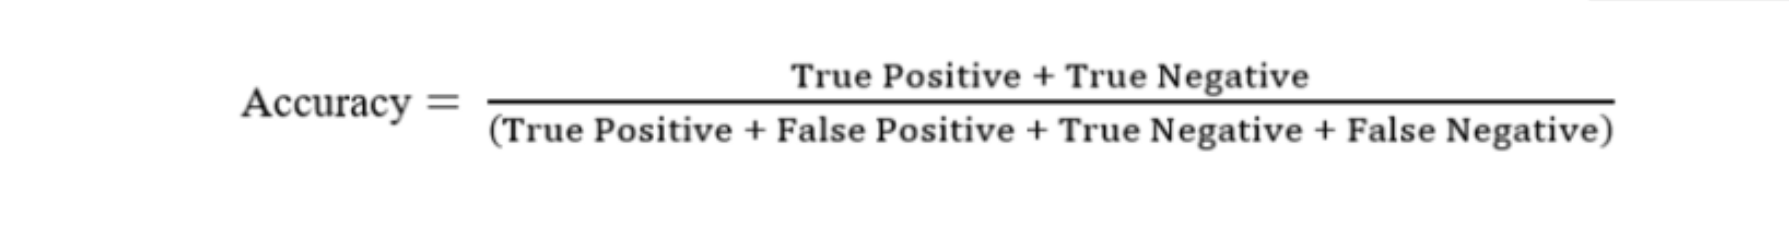 True Positive + True Negative
Accuracy =
(True Positive + False Positive + True Negative + False Negative)